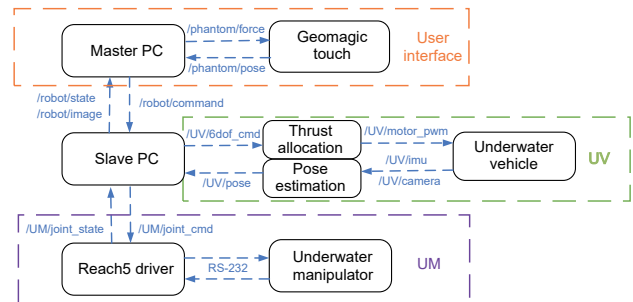 /phantom/force
Master PC
Geomagic
touch
User
interface
/phantom/pose
/robot/state
/robot/image
/robot/command
/UV/6dof_cmd
Thrust
allocation
/UV/motor_pwm
Slave PC
Underwater
vehicle
UV
/UV/imu
Pose
estimation
/UV/pose
/UV/camera
/UM/joint_state
/UM/joint_cmd
Reach5 driver
RS-232
Underwater
manipulator
UM